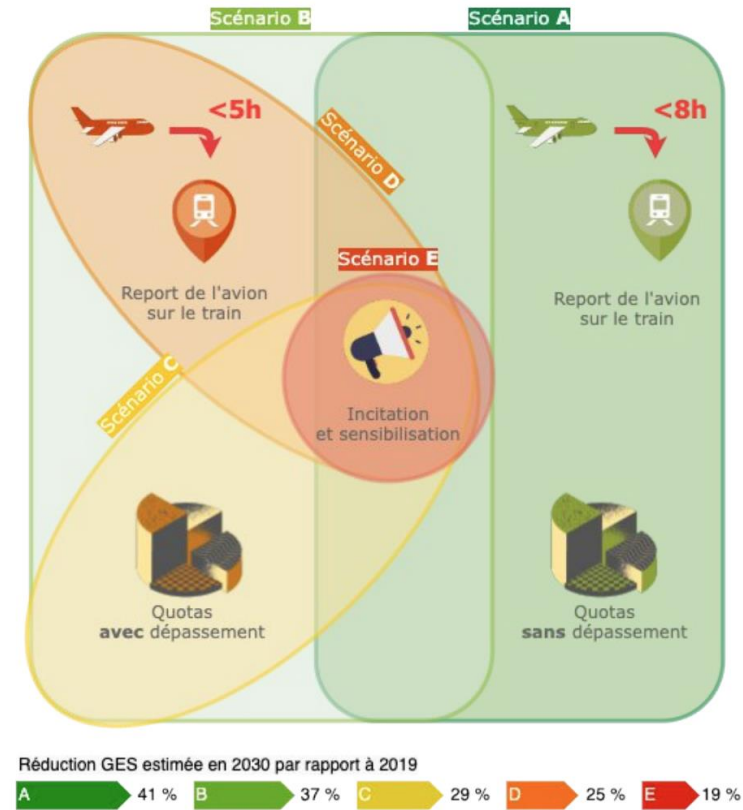 Scénario B
Scénario A
<5h
<8h
Scénario D
Report de l'avion
sur le train
Scénario E
Report de l'avion
sur le train
Scénario C
Incitation
et sensibilisation
Quotas
avec dépassement
Quotas
sans dépassement
Réduction GES estimée en 2030 par rapport à 2019
A 41 % B 37 % C 29 % D 25 % E 19 %